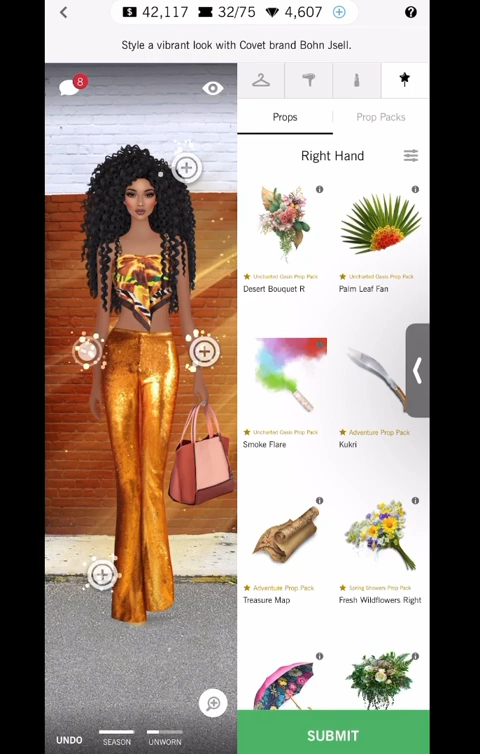 $ 42,117 32/75 4,607
Style a vibrant look with Covet brand Bohn Jsell.
8
Props
Prop Packs
Right Hand
Uncharted Oasis Prop Pack
Desert Bouquet R
Uncharted Oasis Prop Pack
Palm Leaf Fan
Uncharted Oasis Prop Pack
Smoke Flare
Adventure Prop Pack
Kukri
Adventure Prop Pack
Treasure Map
Spring Showers Prop Pack
Fresh Wildflowers Right
UNDO
SEASON
UNWORN
SUBMIT